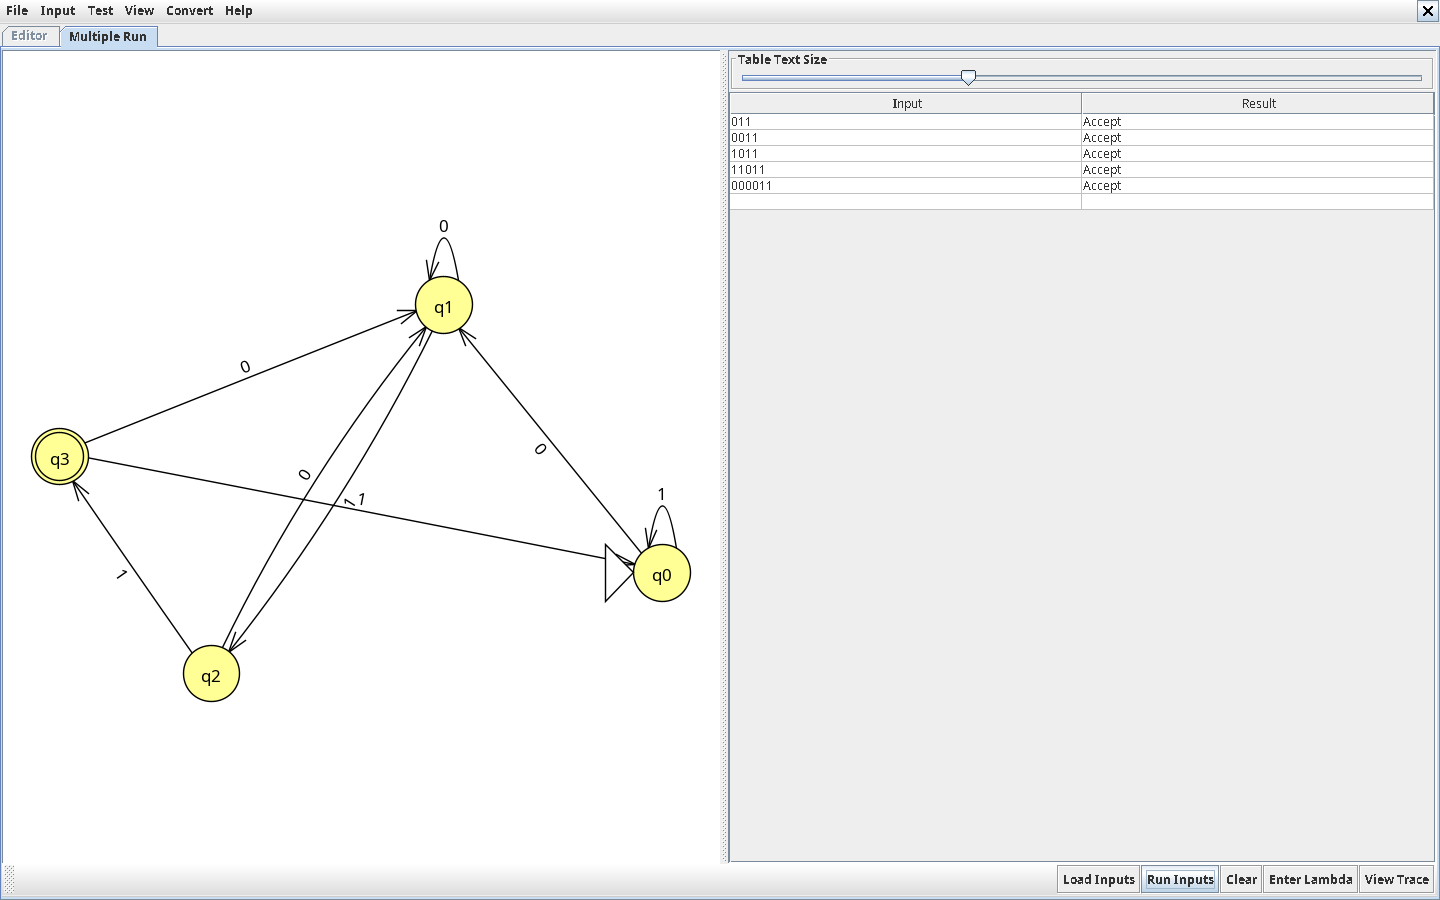 File Input Test View Convert Help
Editor Multiple Run
Table Text Size
Input Result
011 Accept
0011 Accept
1011 Accept
11011 Accept
000011 Accept
0
q1
0
q3
0
0
1
1
1
q0
1
q2
Load Inputs Run Inputs Clear Enter Lambda View Trace